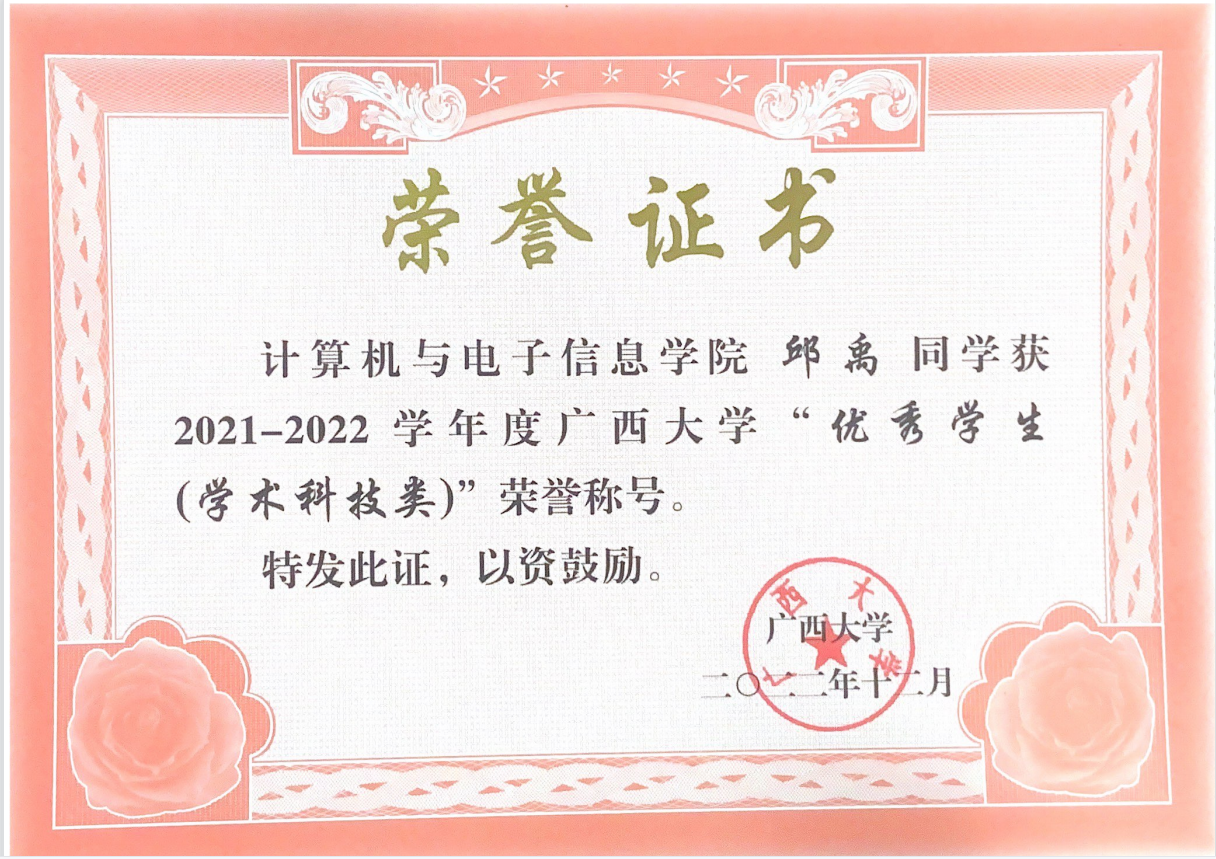 荣誉证书
计算机与电子信息学院 邱禹 同学获
2021-2022 学年度广西大学“优秀学生
(学术科技类)”荣誉称号。
特发此证，以资鼓励。
广西大学
广西大学
二〇二二年十二月